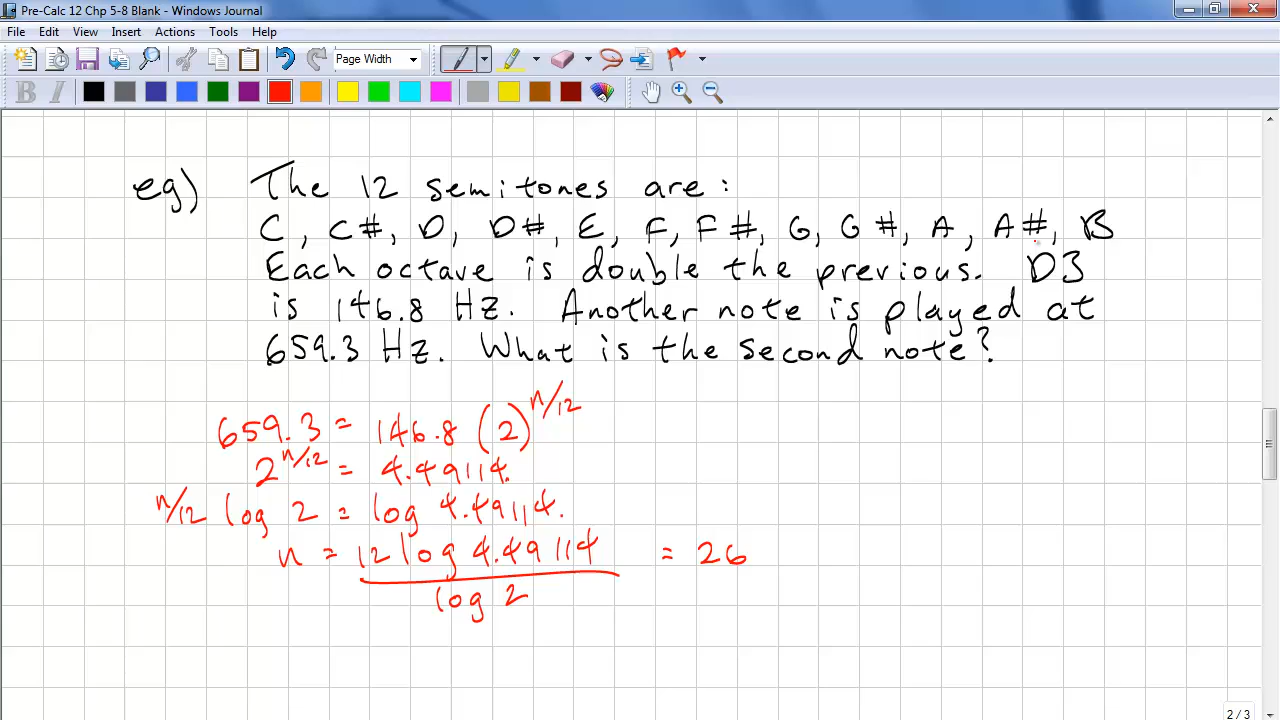 Pre-Calc 12 Chp 5-8 Blank - Windows Journal
File Edit View Insert Actions Tools Help
Page Width
B I
eg) The 12 semitones are:
C, C#, D, D#, E, F, F#, G, G#, A, A#, B
Each octave is double the previous. D3
is 146.8 Hz. Another note is played at
659.3 Hz. What is the second note?
659.3 = 146.8 (2)^n/12
2^n/12 = 4.49114.
n/12 log 2 = log 4.49114.
n = 12 log 4.49114 = 26
log 2
2/3